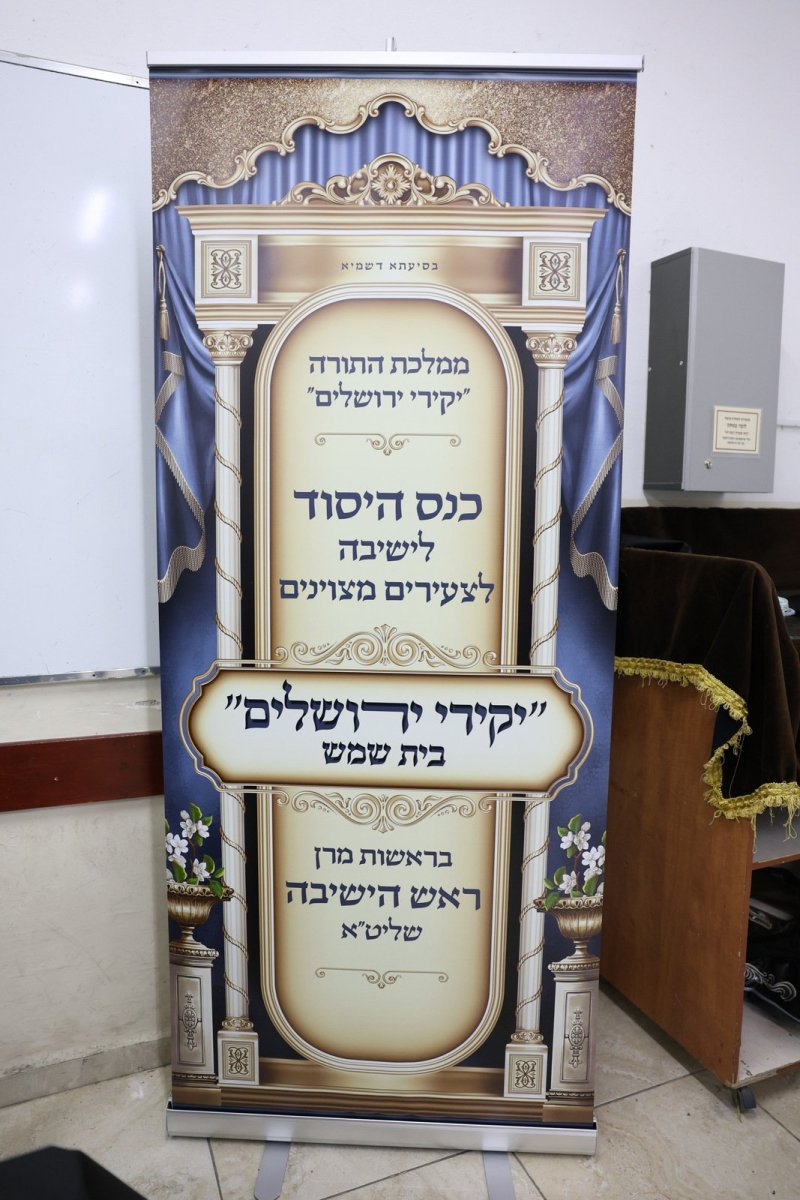 בסיעתא דשמיא
ממלכת התורה
"יקירי ירושלים"
כנס היסוד
לישיבה
לצעירים מצוינים
"יקירי ירושלים"
בית שמש
בראשות מרן
ראש הישיבה
שליט"א